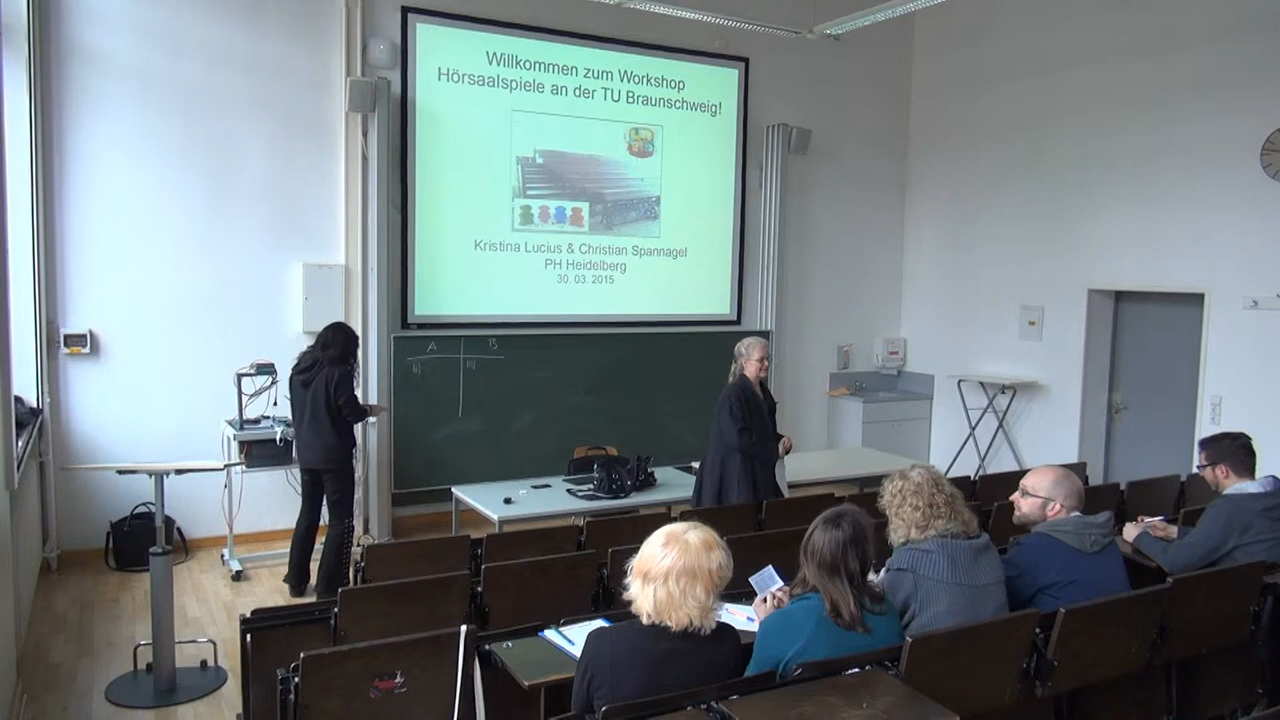 Willkommen zum Workshop
Hörsaalspiele an der TU Braunschweig!
Kristina Lucius & Christian Spannagel
PH Heidelberg
30. 03. 2015
A B